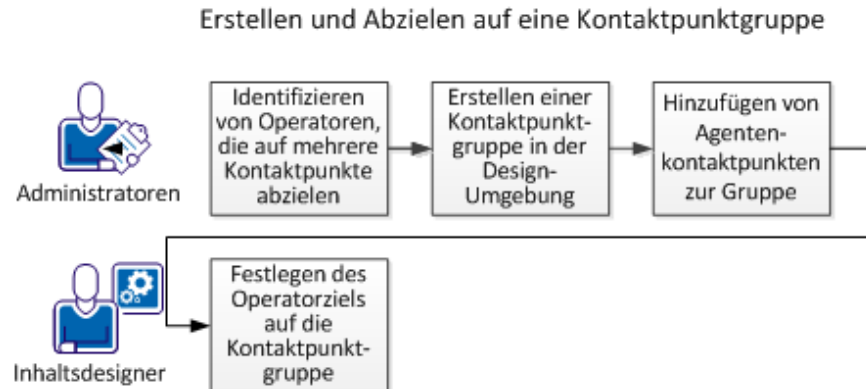 Erstellen und Abzielen auf eine Kontaktpunktgruppe
Administratoren
Identifizieren
von Operatoren,
die auf mehrere
Kontaktpunkte
abzielen
Erstellen einer
Kontaktpunkt-
gruppe in der
Design-
Umgebung
Hinzufügen von
Agenten-
kontaktpunkten
zur Gruppe
Inhaltsdesigner
Festlegen des
Operatorziels
auf die
Kontaktpunkt-
gruppe